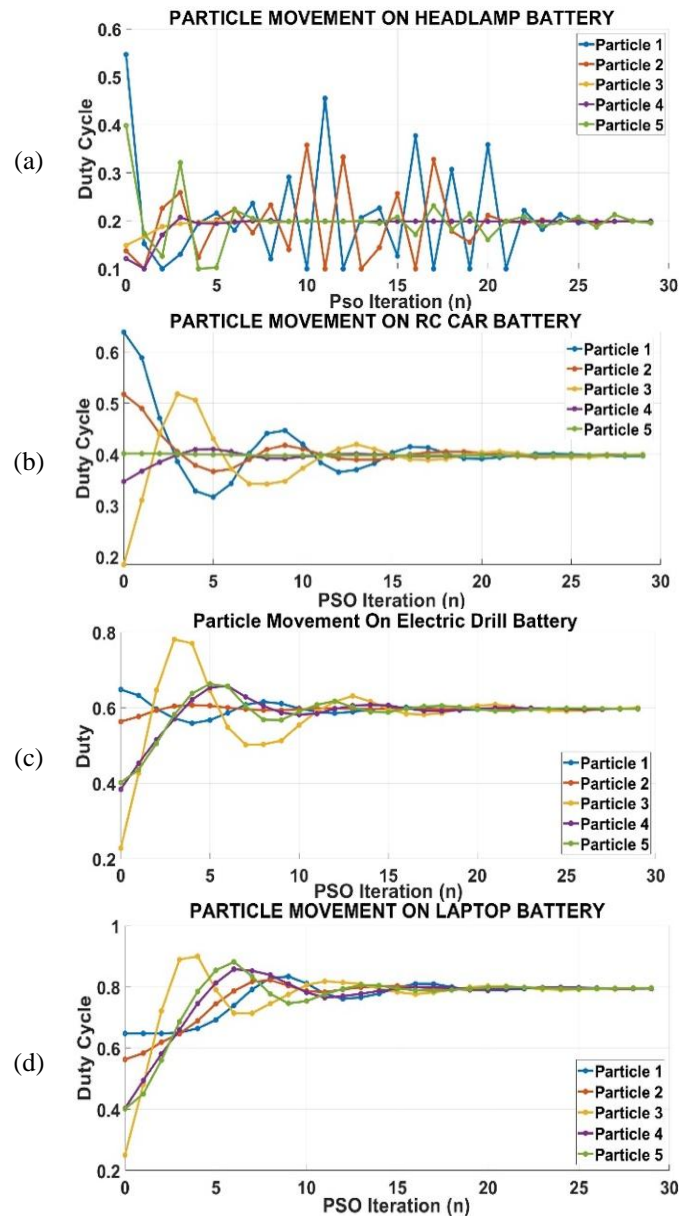 PARTICLE MOVEMENT ON HEADLAMP BATTERY
0.6
0.5
0.4
0.3
0.2
0.1
Duty Cycle
(a)
Particle 1
Particle 2
Particle 3
Particle 4
Particle 5
0 5 10 15 20 25 30
Pso Iteration (n)
PARTICLE MOVEMENT ON RC CAR BATTERY
0.6
0.5
0.4
0.3
0.2
Duty Cycle
(b)
Particle 1
Particle 2
Particle 3
Particle 4
Particle 5
0 5 10 15 20 25 30
PSO Iteration (n)
Particle Movement On Electric Drill Battery
0.8
0.6
0.4
0.2
Duty
(c)
Particle 1
Particle 2
Particle 3
Particle 4
Particle 5
0 5 10 15 20 25 30
PSO Iteration (n)
PARTICLE MOVEMENT ON LAPTOP BATTERY
1
0.8
0.6
0.4
0.2
Duty Cycle
(d)
Particle 1
Particle 2
Particle 3
Particle 4
Particle 5
0 5 10 15 20 25 30
PSO Iteration (n)